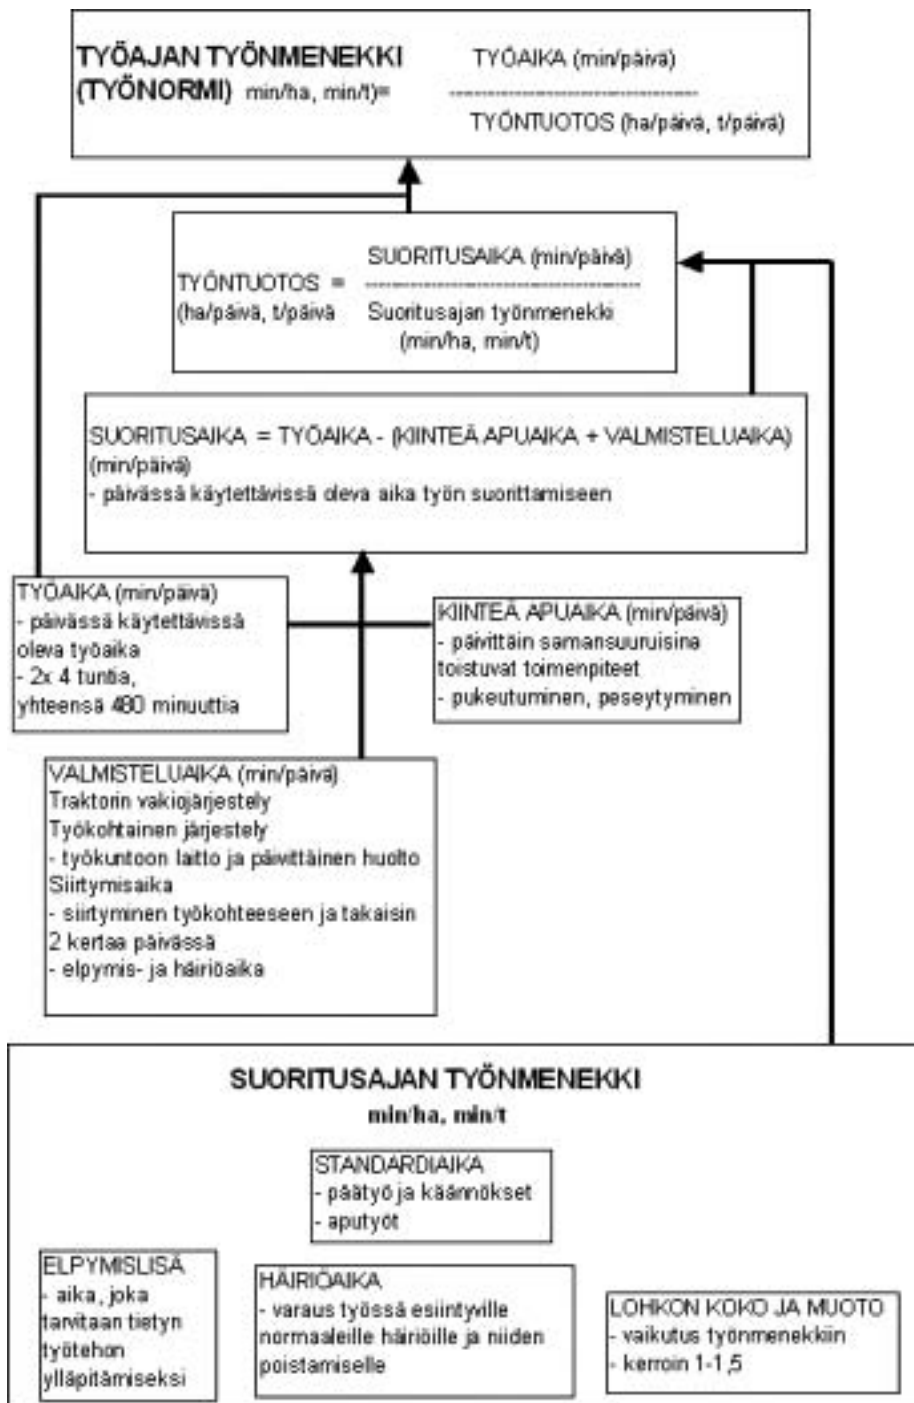 TYÖAJAN TYÖNMENEKKI
(TYÖNORMI) min/ha, min/t)=
TYÖAIKA (min/päivä)
----------------------------------------
TYÖNTUOTOS (ha/päivä, t/päivä)
TYÖNTUOTOS =
(ha/päivä, t/päivä
SUORITUSAIKA (min/päivä)
----------------------------------------
Suoritusajan työnmenekki
(min/ha, min/t)
SUORITUSAIKA = TYÖAIKA - (KIINTEÄ APUAIKA + VALMISTELUAIKA)
(min/päivä)
- päivässä käytettävissä oleva aika työn suorittamiseen
TYÖAIKA (min/päivä)
- päivässä käytettävissä
oleva työaika
- 2x 4 tuntia,
yhteensä 480 minuuttia
KIINTEÄ APUAIKA (min/päivä)
- päivittäin samansuuruisina
toistuvat toimenpiteet
- pukeutuminen, peseytyminen
VALMISTELUAIKA (min/päivä)
Traktorin vakiojärjestely
Työkohtainen järjestely
- työkuntoon laitto ja päivittäinen huolto
Siirtymisaika
- siirtyminen työkohteeseen ja takaisin
2 kertaa päivässä
- elpymis- ja häiriöaika
SUORITUSAJAN TYÖNMENEKKI
min/ha, min/t
STANDARDIAIKA
- päätyö ja käännökset
- aputyöt
ELPYMISLISÄ
- aika, joka
tarvitaan tietyn
työtehon
ylläpitämiseksi
HÄIRIÖAIKA
- varaus työssä esiintyville
normaaleille häiriöille ja niiden
poistamiselle
LOHKON KOKO JA MUOTO
- vaikutus työnmenekkiin
- kerroin 1-1,5